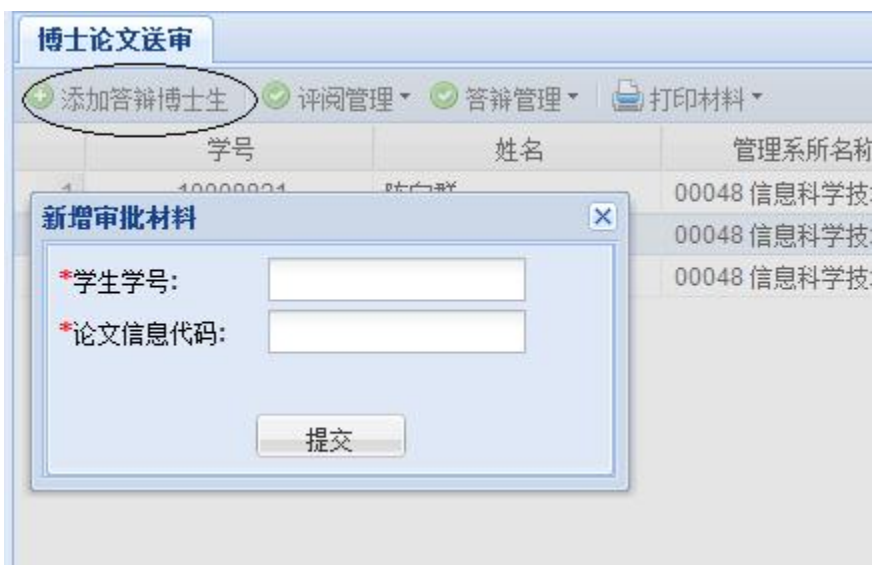 博士论文送审
添加答辩博士生 评阅管理 答辩管理 打印材料
学号 姓名 管理系所名称
00048 信息科学技
新增审批材料
00048 信息科学技
*学生学号:
00048 信息科学技
*论文信息代码:
提交